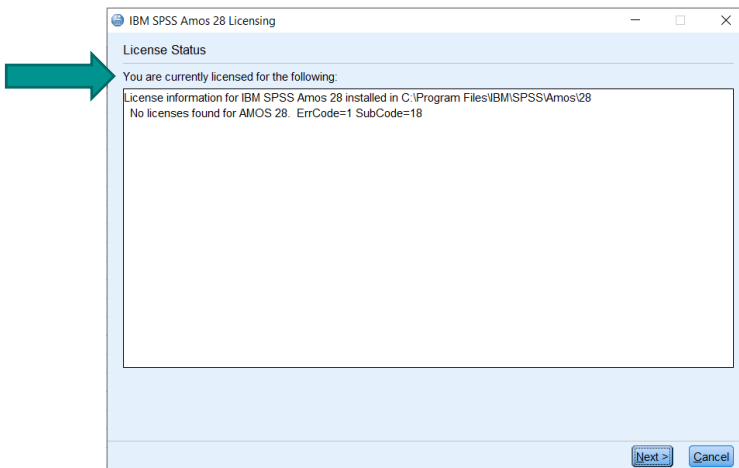 IBM SPSS Amos 28 Licensing
License Status
You are currently licensed for the following:
License information for IBM SPSS Amos 28 installed in C:\Program Files\IBM\SPSS\Amos\28
No licenses found for AMOS 28.  ErrCode=1 SubCode=18
Next > Cancel